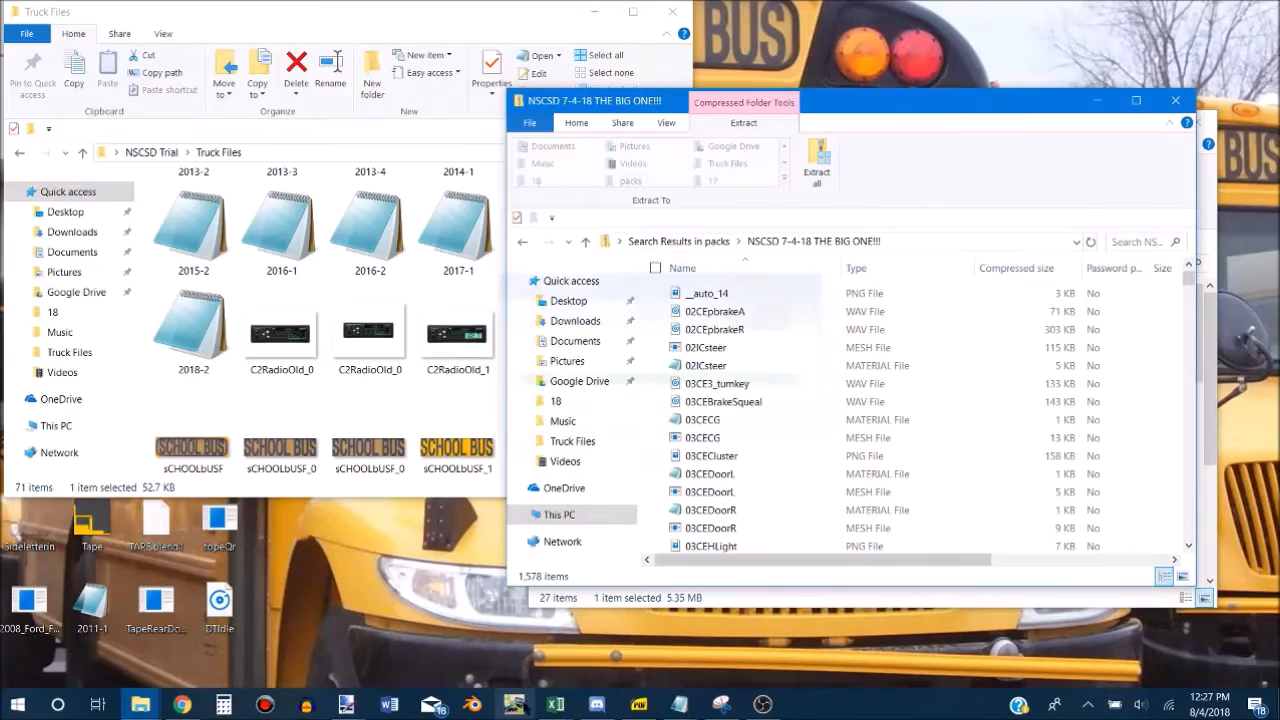 Truck Files
File Home Share View
Pin to Quick access
Copy
Paste
Cut
Copy path
Paste shortcut
Clipboard
Move to
Copy to
Delete
Rename
Organize
New folder
New item
Easy access
New
Properties
Open
Edit
Select all
Select none
NSCSD Trial > Truck Files
Quick access
Desktop
Downloads
Documents
Pictures
Google Drive
18
Music
Truck Files
Videos
OneDrive
This PC
Network
2013-2 2013-3 2013-4 2014-1
2015-2 2016-1 2016-2 2017-1
2018-2 C2RadioOld_0 C2RadioOld_0 C2RadioOld_1
SCHOOL BUS SCHOOL BUS SCHOOL BUS SCHOOL BUS
sCHOOLbUSF sCHOOLbUSF_0 sCHOOLbUSF_0 sCHOOLbUSF_1
71 items 1 item selected 52.7 KB
NSCSD 7-4-18 THE BIG ONE!!! Compressed Folder Tools
File Home Share View Extract
Documents Pictures Google Drive
Music Videos Truck Files
18 packs 17
Extract To
Extract all
Search Results in packs > NSCSD 7-4-18 THE BIG ONE!!! Search NS...
Quick access
Desktop
Downloads
Documents
Pictures
Google Drive
18
Music
Truck Files
Videos
OneDrive
This PC
Network
Name Type Compressed size Password p... Size
__auto_14 PNG File 3 KB No
02CEpbrakeA WAV File 71 KB No
02CEpbrakeR WAV File 303 KB No
02ICsteer MESH File 115 KB No
02ICsteer MATERIAL File 5 KB No
03CE3_turnkey WAV File 133 KB No
03CEBrakeSqueal WAV File 143 KB No
03CECG MATERIAL File 1 KB No
03CECG MESH File 13 KB No
03CECluster PNG File 158 KB No
03CEDoorL MATERIAL File 1 KB No
03CEDoorL MESH File 5 KB No
03CEDoorR MATERIAL File 1 KB No
03CEDoorR MESH File 9 KB No
03CEHLight PNG File 7 KB No
1,578 items
27 items 1 item selected 5.35 MB
BUS
BUS
Sideletterin Tape TAPE.blend1 topeQr
2008_Ford_F... 2011-1 TapeRearDo... DTIdle
18
PDF
12:27 PM
8/4/2018
18